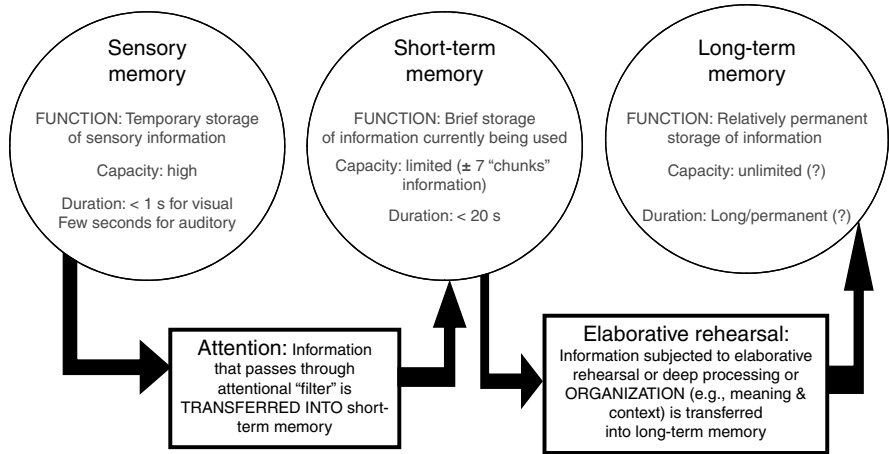 Sensory
memory
FUNCTION: Temporary storage
of sensory information
Capacity: high
Duration: < 1 s for visual
Few seconds for auditory
Short-term
memory
FUNCTION: Brief storage
of information currently being used
Capacity: limited (± 7 “chunks”
information)
Duration: < 20 s
Long-term
memory
FUNCTION: Relatively permanent
storage of information
Capacity: unlimited (?)
Duration: Long/permanent (?)
Attention: Information
that passes through
attentional “filter” is
TRANSFERRED INTO short-
term memory
Elaborative rehearsal:
Information subjected to elaborative
rehearsal or deep processing or
ORGANIZATION (e.g., meaning &
context) is transferred
into long-term memory